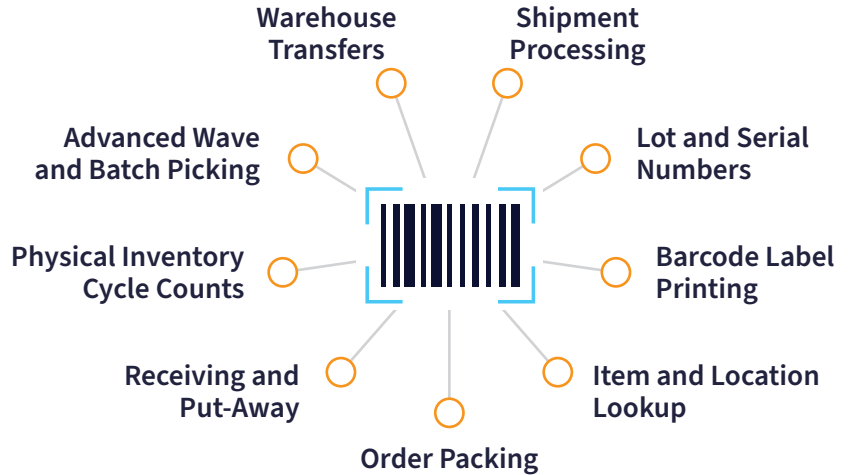 Warehouse
Transfers
Shipment
Processing
Advanced Wave
and Batch Picking
Lot and Serial
Numbers
Physical Inventory
Cycle Counts
Barcode Label
Printing
Receiving and
Put-Away
Item and Location
Lookup
Order Packing